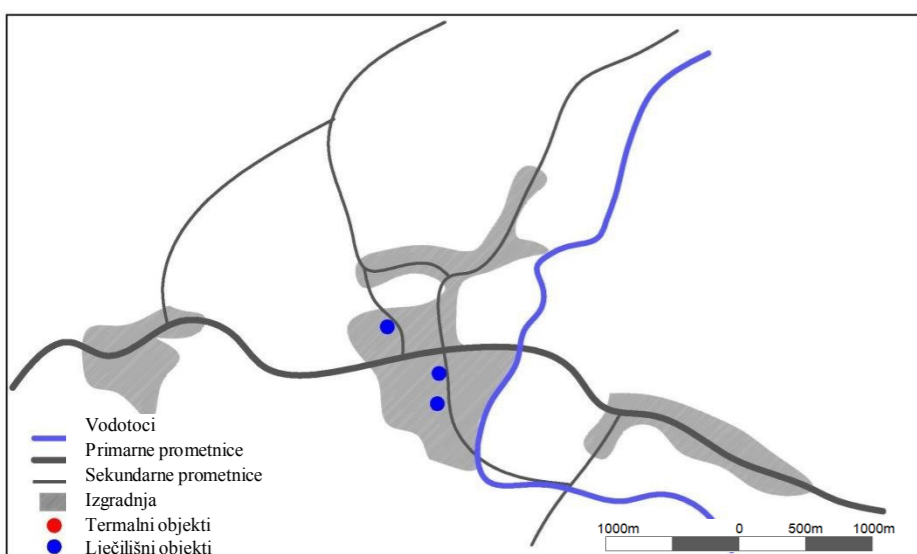 Vodotoci
Primarne prometnice
Sekundarne prometnice
Izgradnja
Termalni objekti
Lječilišni objekti
1000m 0 500m 1000m